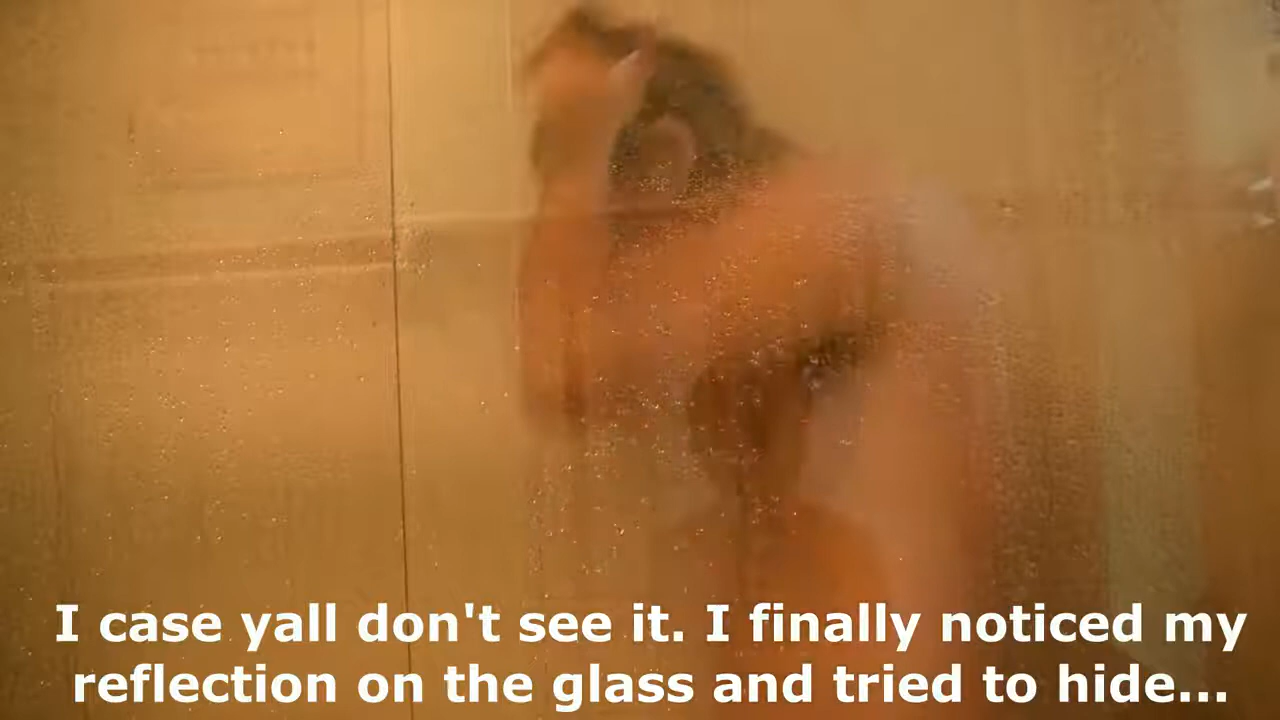 I case yall don't see it. I finally noticed my
reflection on the glass and tried to hide...